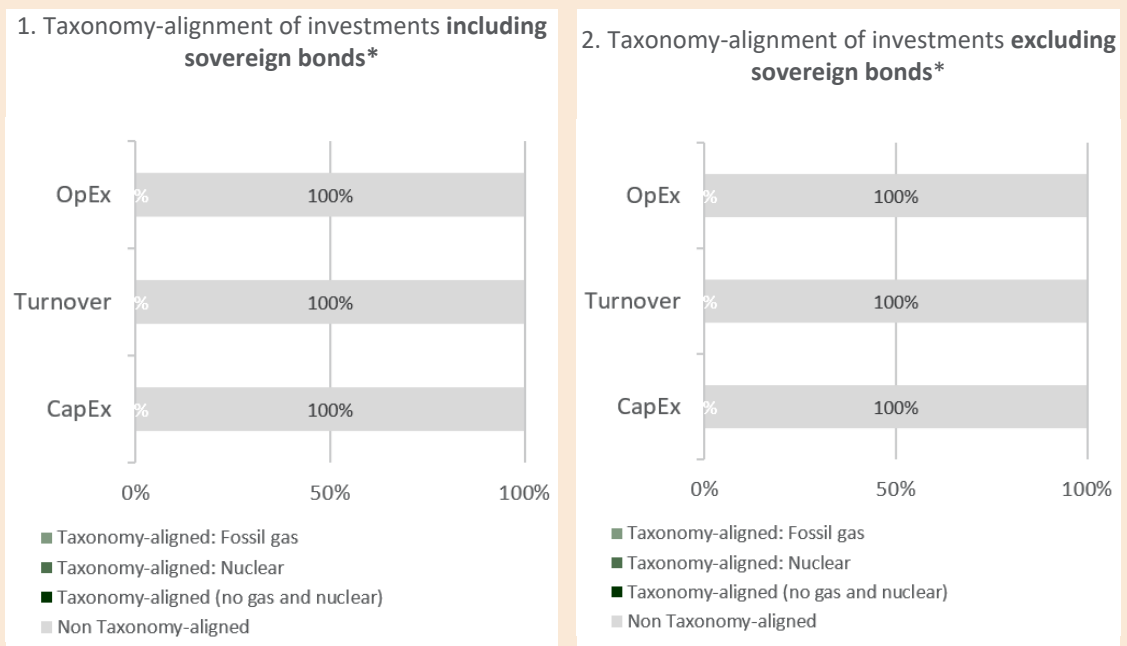 1. Taxonomy-alignment of investments including
sovereign bonds*
OpEx
%
100%
Turnover
%
100%
CapEx
%
100%
0%
50%
100%
Taxonomy-aligned: Fossil gas
Taxonomy-aligned: Nuclear
Taxonomy-aligned (no gas and nuclear)
Non Taxonomy-aligned
2. Taxonomy-alignment of investments excluding
sovereign bonds*
OpEx
%
100%
Turnover
%
100%
CapEx
%
100%
0%
50%
100%
Taxonomy-aligned: Fossil gas
Taxonomy-aligned: Nuclear
Taxonomy-aligned (no gas and nuclear)
Non Taxonomy-aligned